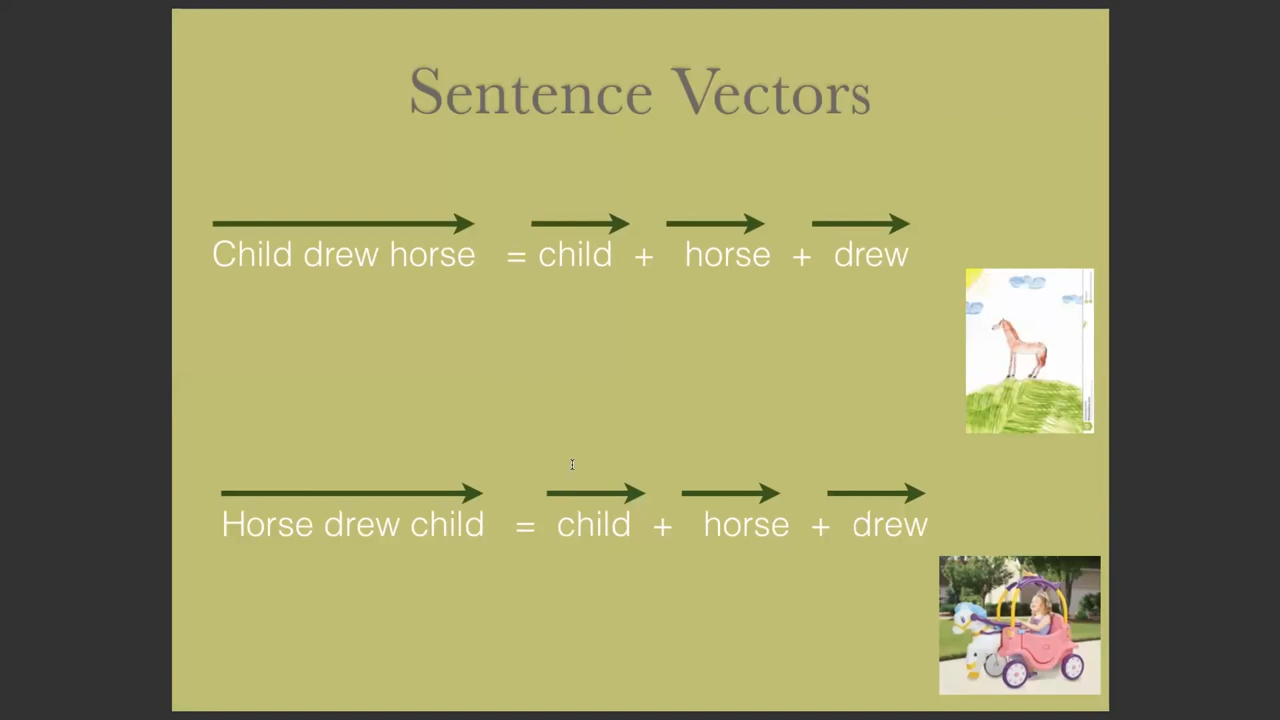 Sentence Vectors
Child drew horse = child + horse + drew
Horse drew child = child + horse + drew